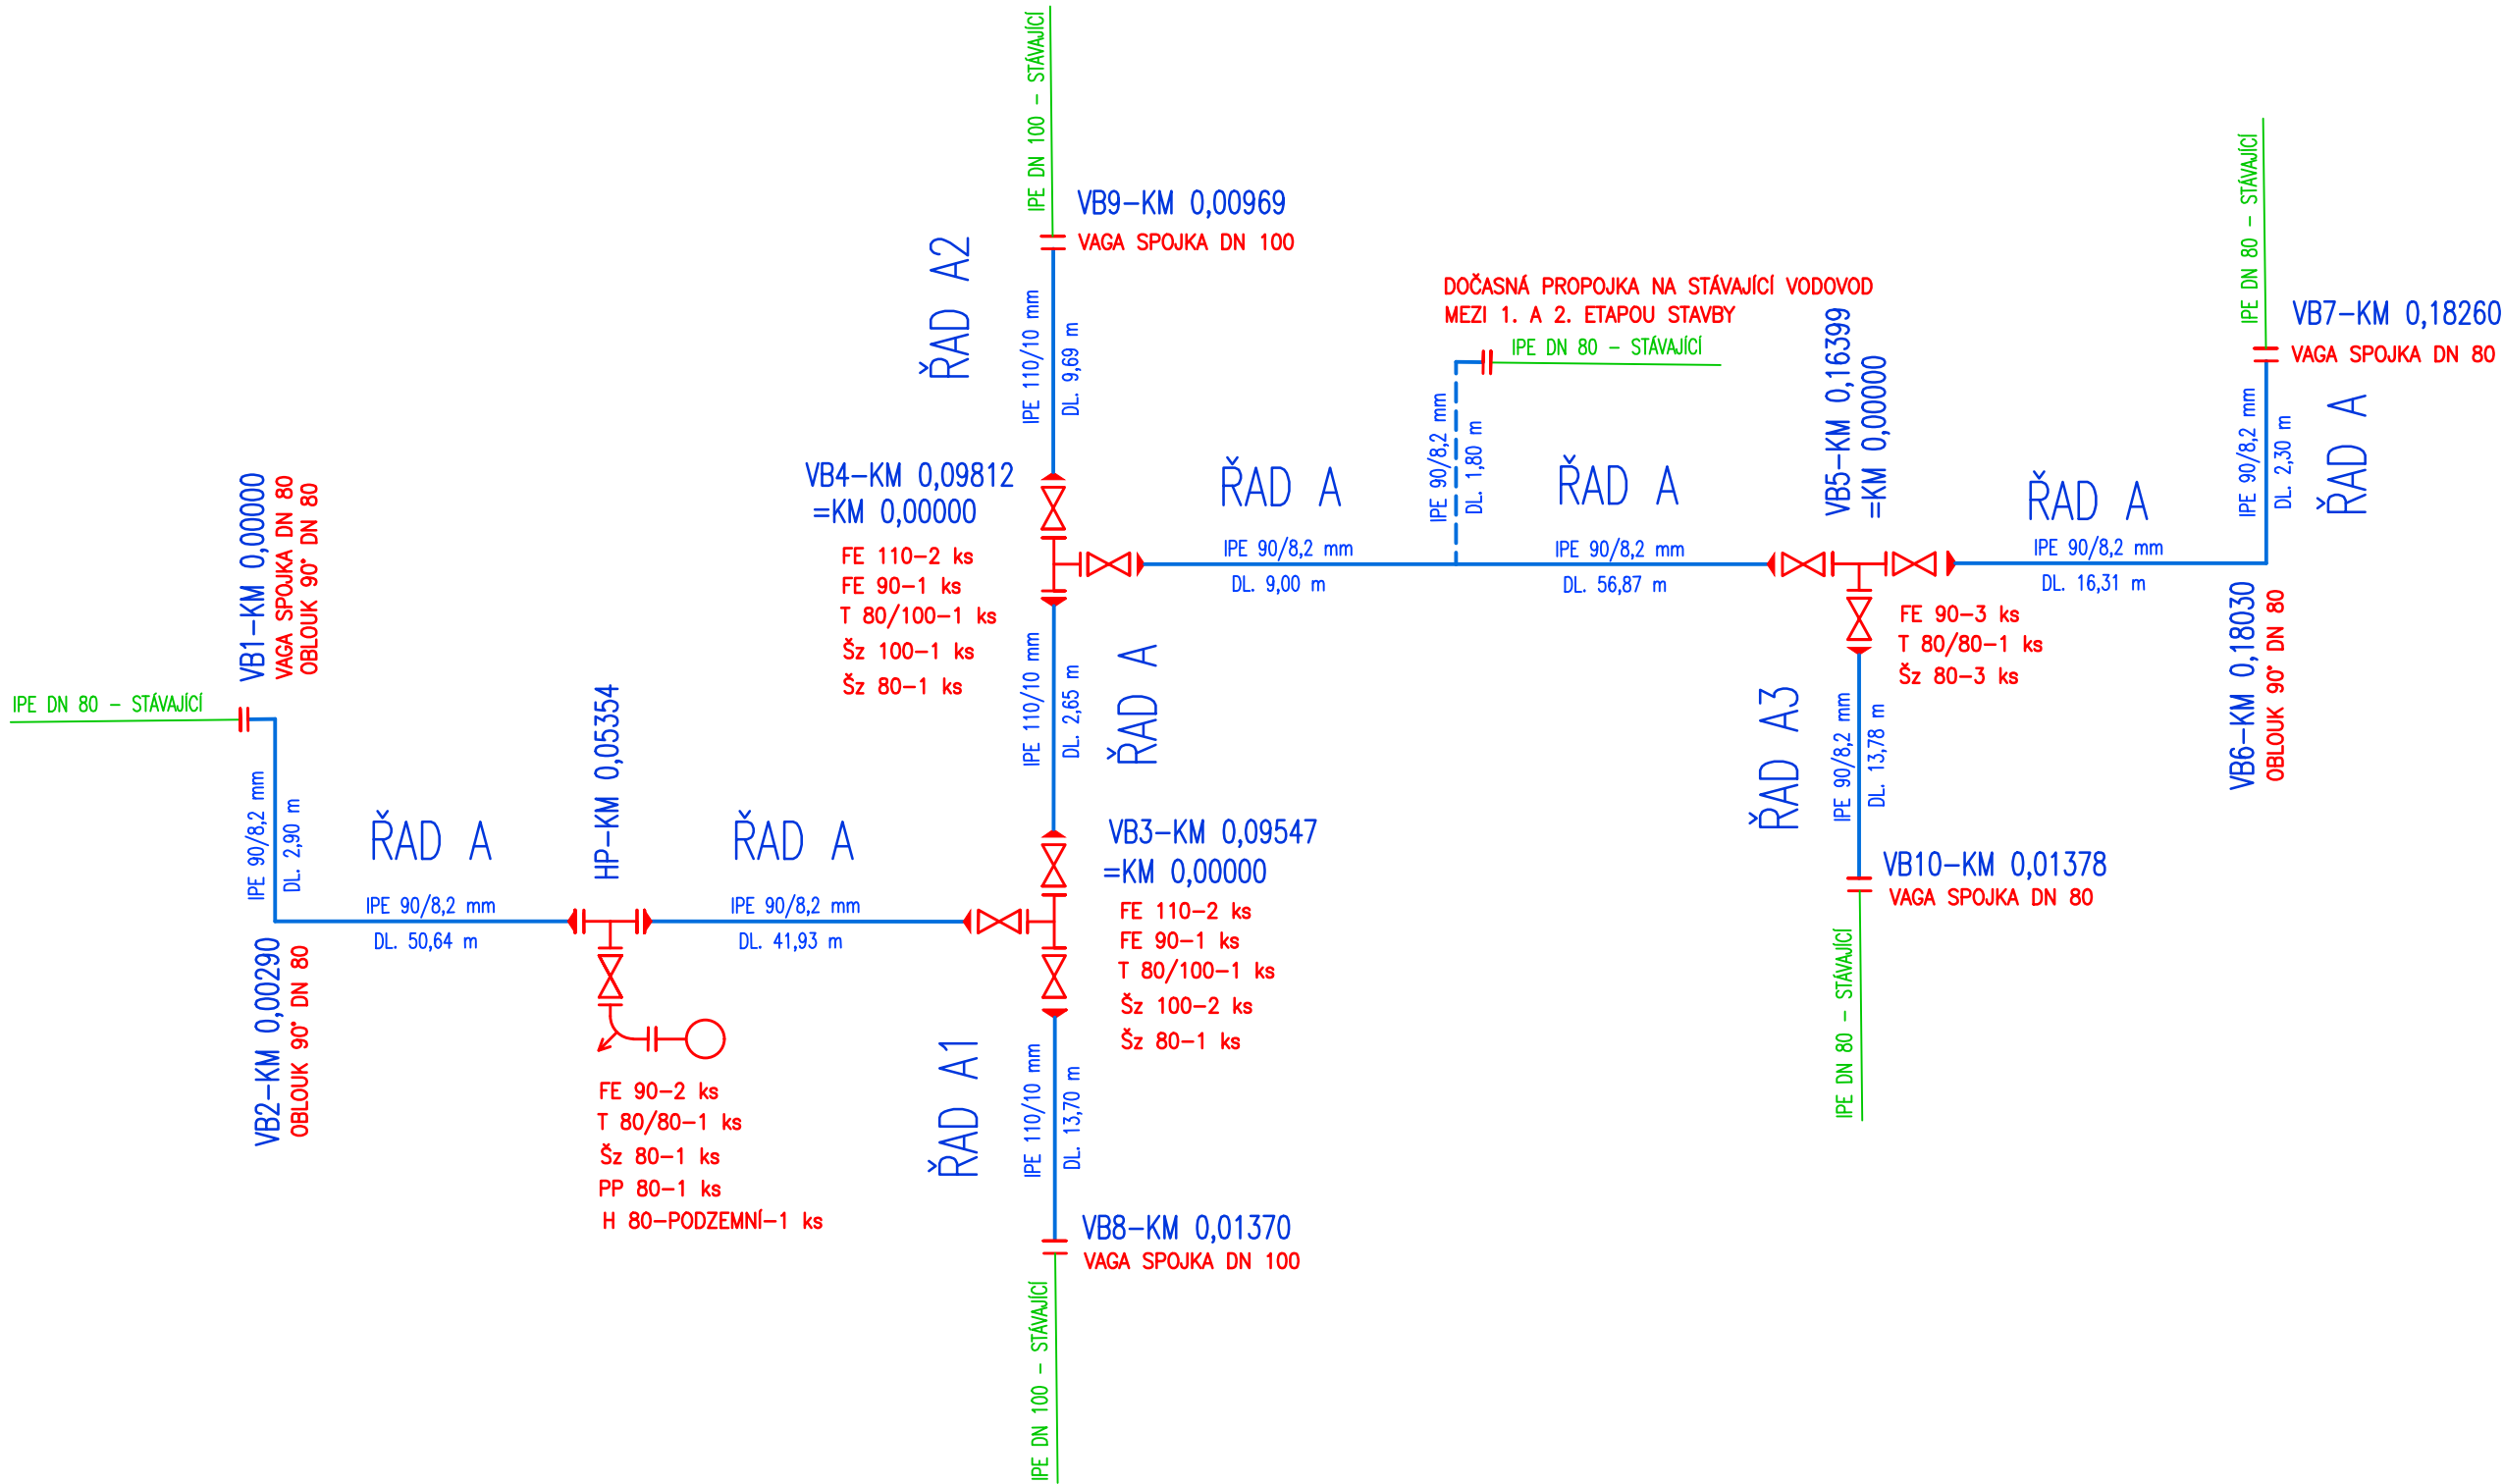 IPE DN 100 - STÁVAJÍCÍ
VB9-KM 0,00969
VAGA SPOJKA DN 100
ŘAD A2
IPE 110/10 mm
DL. 9,69 m
DOČASNÁ PROPOJKA NA STÁVAJÍCÍ VODOVOD
MEZI 1. A 2. ETAPOU STAVBY
IPE DN 80 - STÁVAJÍCÍ
IPE 90/8,2 mm
DL. 1,80 m
IPE DN 80 - STÁVAJÍCÍ
VB7-KM 0,18260
VAGA SPOJKA DN 80
IPE 90/8,2 mm
DL. 2,30 m
ŘAD A
VB5-KM 0,16399
=KM 0,00000
VB4-KM 0,09812
=KM 0,00000
FE 110-2 ks
FE 90-1 ks
T 80/100-1 ks
Šz 100-1 ks
Šz 80-1 ks
ŘAD A
IPE 90/8,2 mm
DL. 9,00 m
ŘAD A
IPE 90/8,2 mm
DL. 56,87 m
ŘAD A
IPE 90/8,2 mm
DL. 16,31 m
FE 90-3 ks
T 80/80-1 ks
Šz 80-3 ks
VB6-KM 0,18030
OBLOUK 90° DN 80
VB1-KM 0,00000
VAGA SPOJKA DN 80
OBLOUK 90° DN 80
IPE DN 80 - STÁVAJÍCÍ
IPE 90/8,2 mm
DL. 2,90 m
ŘAD A
IPE 90/8,2 mm
DL. 50,64 m
HP-KM 0,05354
ŘAD A
IPE 90/8,2 mm
DL. 41,93 m
IPE 110/10 mm
DL. 2,65 m
ŘAD A
VB3-KM 0,09547
=KM 0,00000
FE 110-2 ks
FE 90-1 ks
T 80/100-1 ks
Šz 100-2 ks
Šz 80-1 ks
ŘAD A3
IPE 90/8,2 mm
DL. 13,78 m
VB10-KM 0,01378
VAGA SPOJKA DN 80
IPE DN 80 - STÁVAJÍCÍ
VB2-KM 0,00290
OBLOUK 90° DN 80
FE 90-2 ks
T 80/80-1 ks
Šz 80-1 ks
PP 80-1 ks
H 80-PODZEMNÍ-1 ks
ŘAD A1
IPE 110/10 mm
DL. 13,70 m
VB8-KM 0,01370
VAGA SPOJKA DN 100
IPE DN 100 - STÁVAJÍCÍ